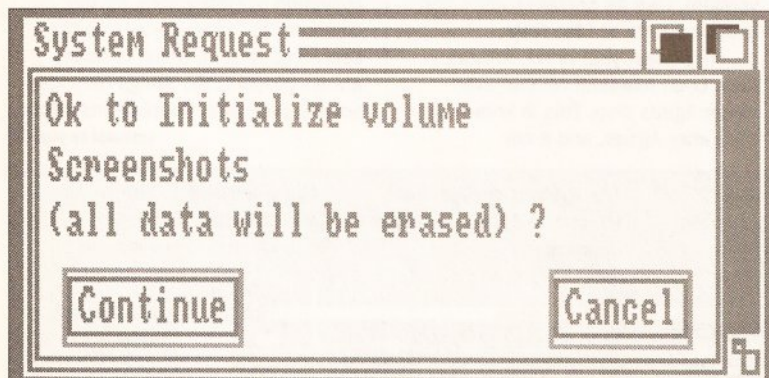 System Request
Ok to Initialize volume
Screenshots
(all data will be erased) ?
Continue
Cancel